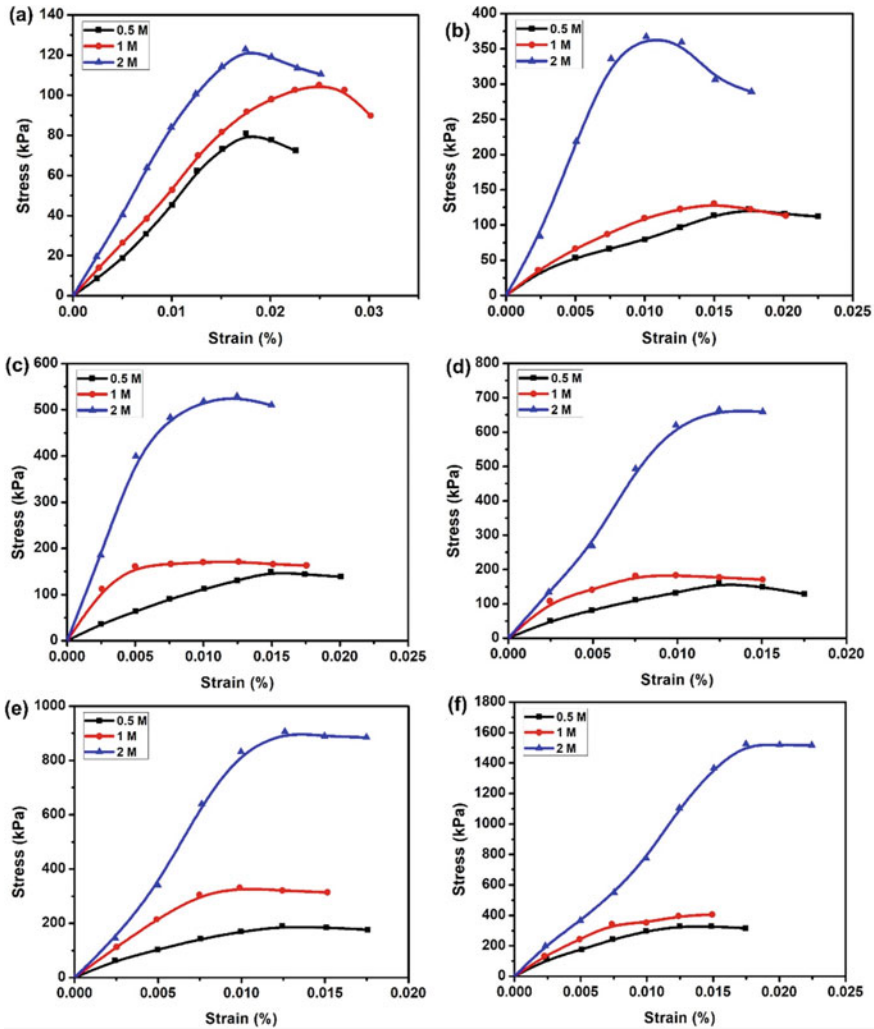 (a)
0.5 M
1 M
2 M
Stress (kPa)
140
120
100
80
60
40
20
0
0.00 0.01 0.02 0.03
Strain (%)
(b)
0.5 M
1 M
2 M
Stress (kPa)
400
350
300
250
200
150
100
50
0
0.000 0.005 0.010 0.015 0.020 0.025
Strain (%)
(c)
0.5 M
1 M
2 M
Stress (kPa)
600
500
400
300
200
100
0
0.000 0.005 0.010 0.015 0.020 0.025
Strain (%)
(d)
0.5 M
1 M
2 M
Stress (kPa)
800
700
600
500
400
300
200
100
0
0.000 0.005 0.010 0.015 0.020
Strain (%)
(e)
0.5 M
1 M
2 M
Stress (kPa)
1000
800
600
400
200
0
0.000 0.005 0.010 0.015 0.020
Strain (%)
(f)
0.5 M
1 M
2 M
Stress (kPa)
1800
1600
1400
1200
1000
800
600
400
200
0
0.000 0.005 0.010 0.015 0.020 0.025
Strain (%)